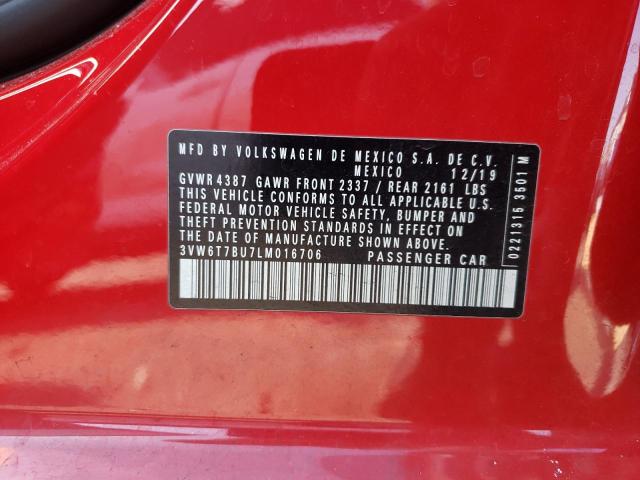 MFD BY VOLKSWAGEN DE MEXICO S.A. DE C.V.
MEXICO 12/19
GVWR 4387 GAWR FRONT 2337 / REAR 2161 LBS
THIS VEHICLE CONFORMS TO ALL APPLICABLE U.S.
FEDERAL MOTOR VEHICLE SAFETY, BUMPER AND
THEFT PREVENTION STANDARDS IN EFFECT ON
THE DATE OF MANUFACTURE SHOWN ABOVE.
3VW6T7BU7LM016706 PASSENGER CAR
0221315 3501 M